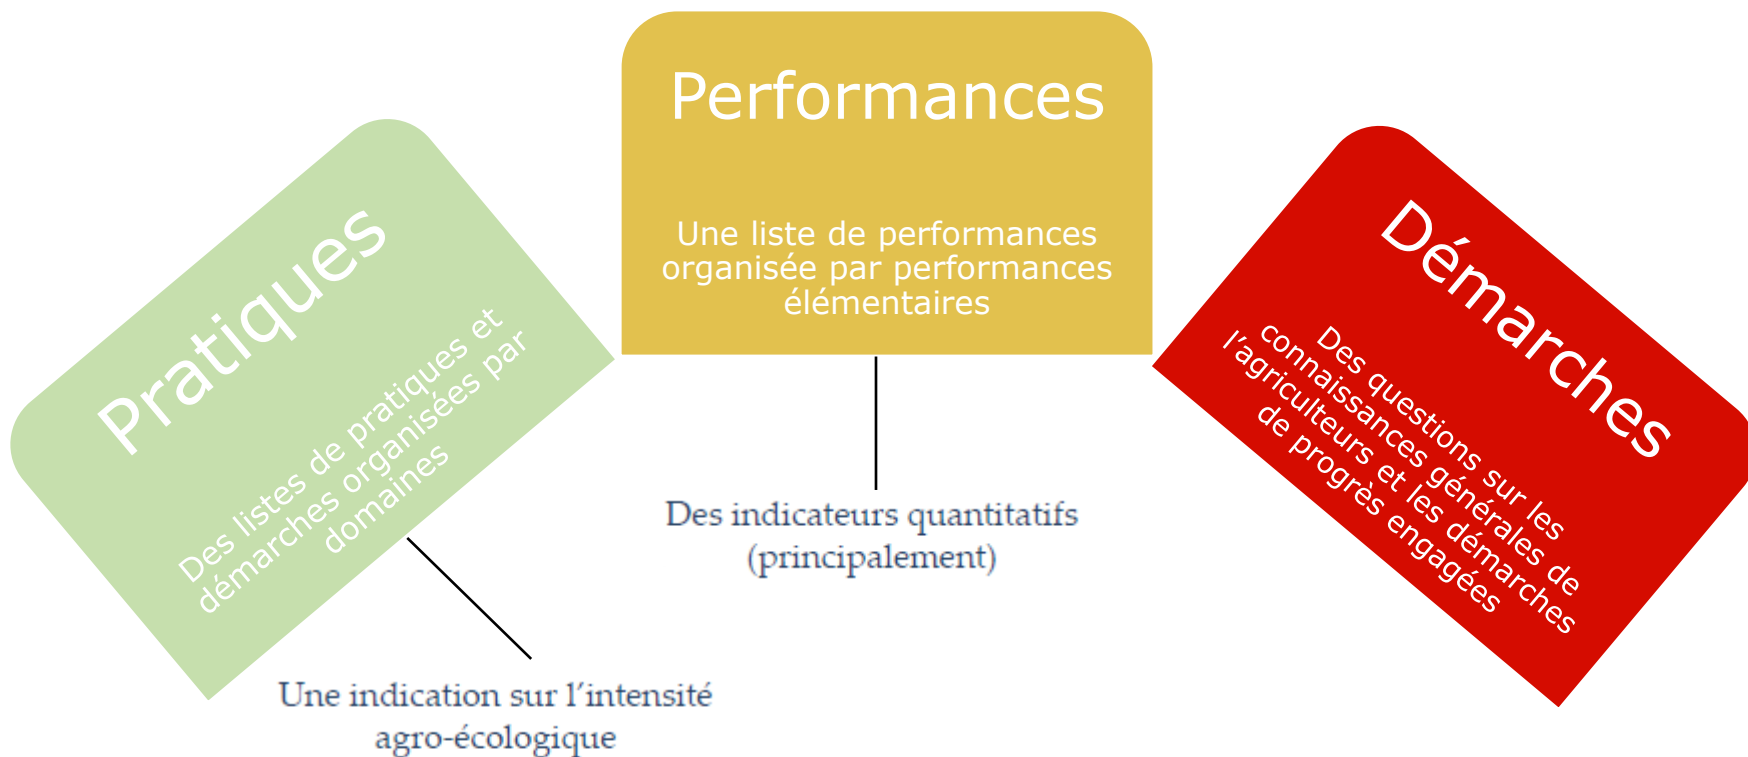 Pratiques
Des listes de pratiques et
démarches organisées par
domaines
Une indication sur l’intensité
agro-écologique
Performances
Une liste de performances
organisée par performances
élémentaires
Des indicateurs quantitatifs
(principalement)
Démarches
Des questions sur les
connaissances générales de
l’agriculteurs et les démarches
de progrès engagées